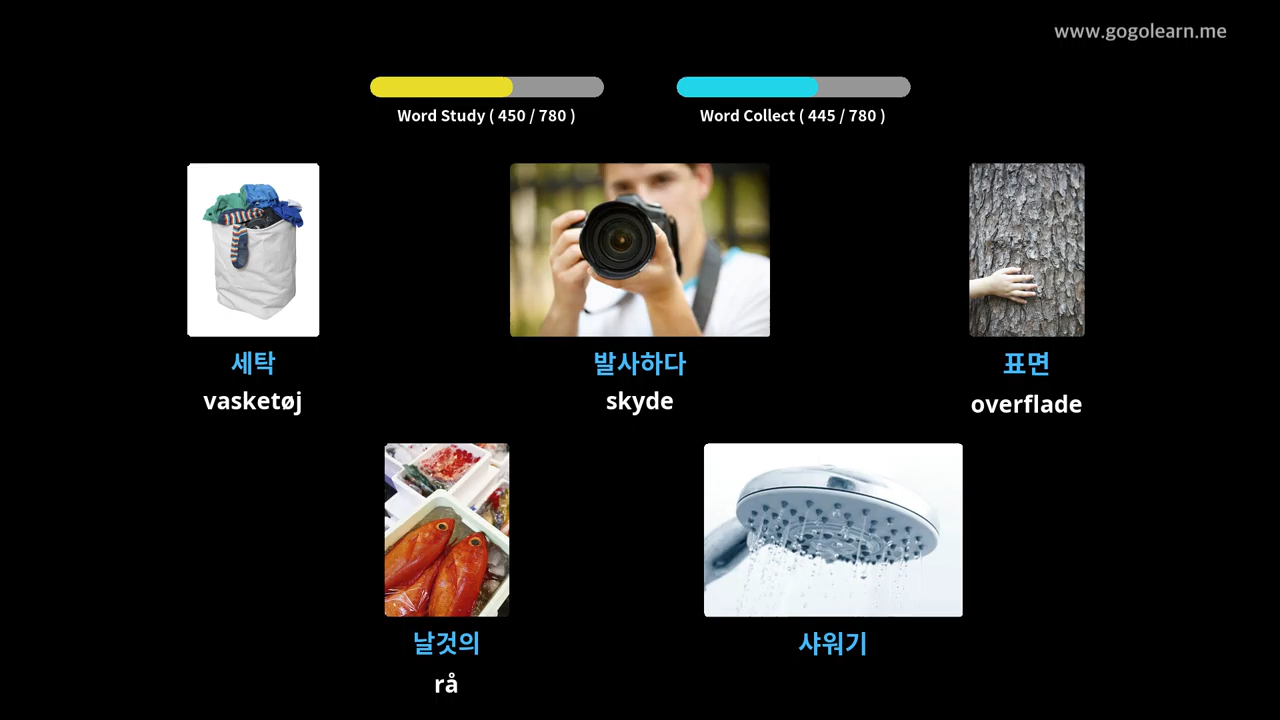 www.gogolearn.me
Word Study ( 450 / 780 )
Word Collect ( 445 / 780 )
세탁
vasketøj
발사하다
skyde
표면
overflade
날것의
rå
샤워기